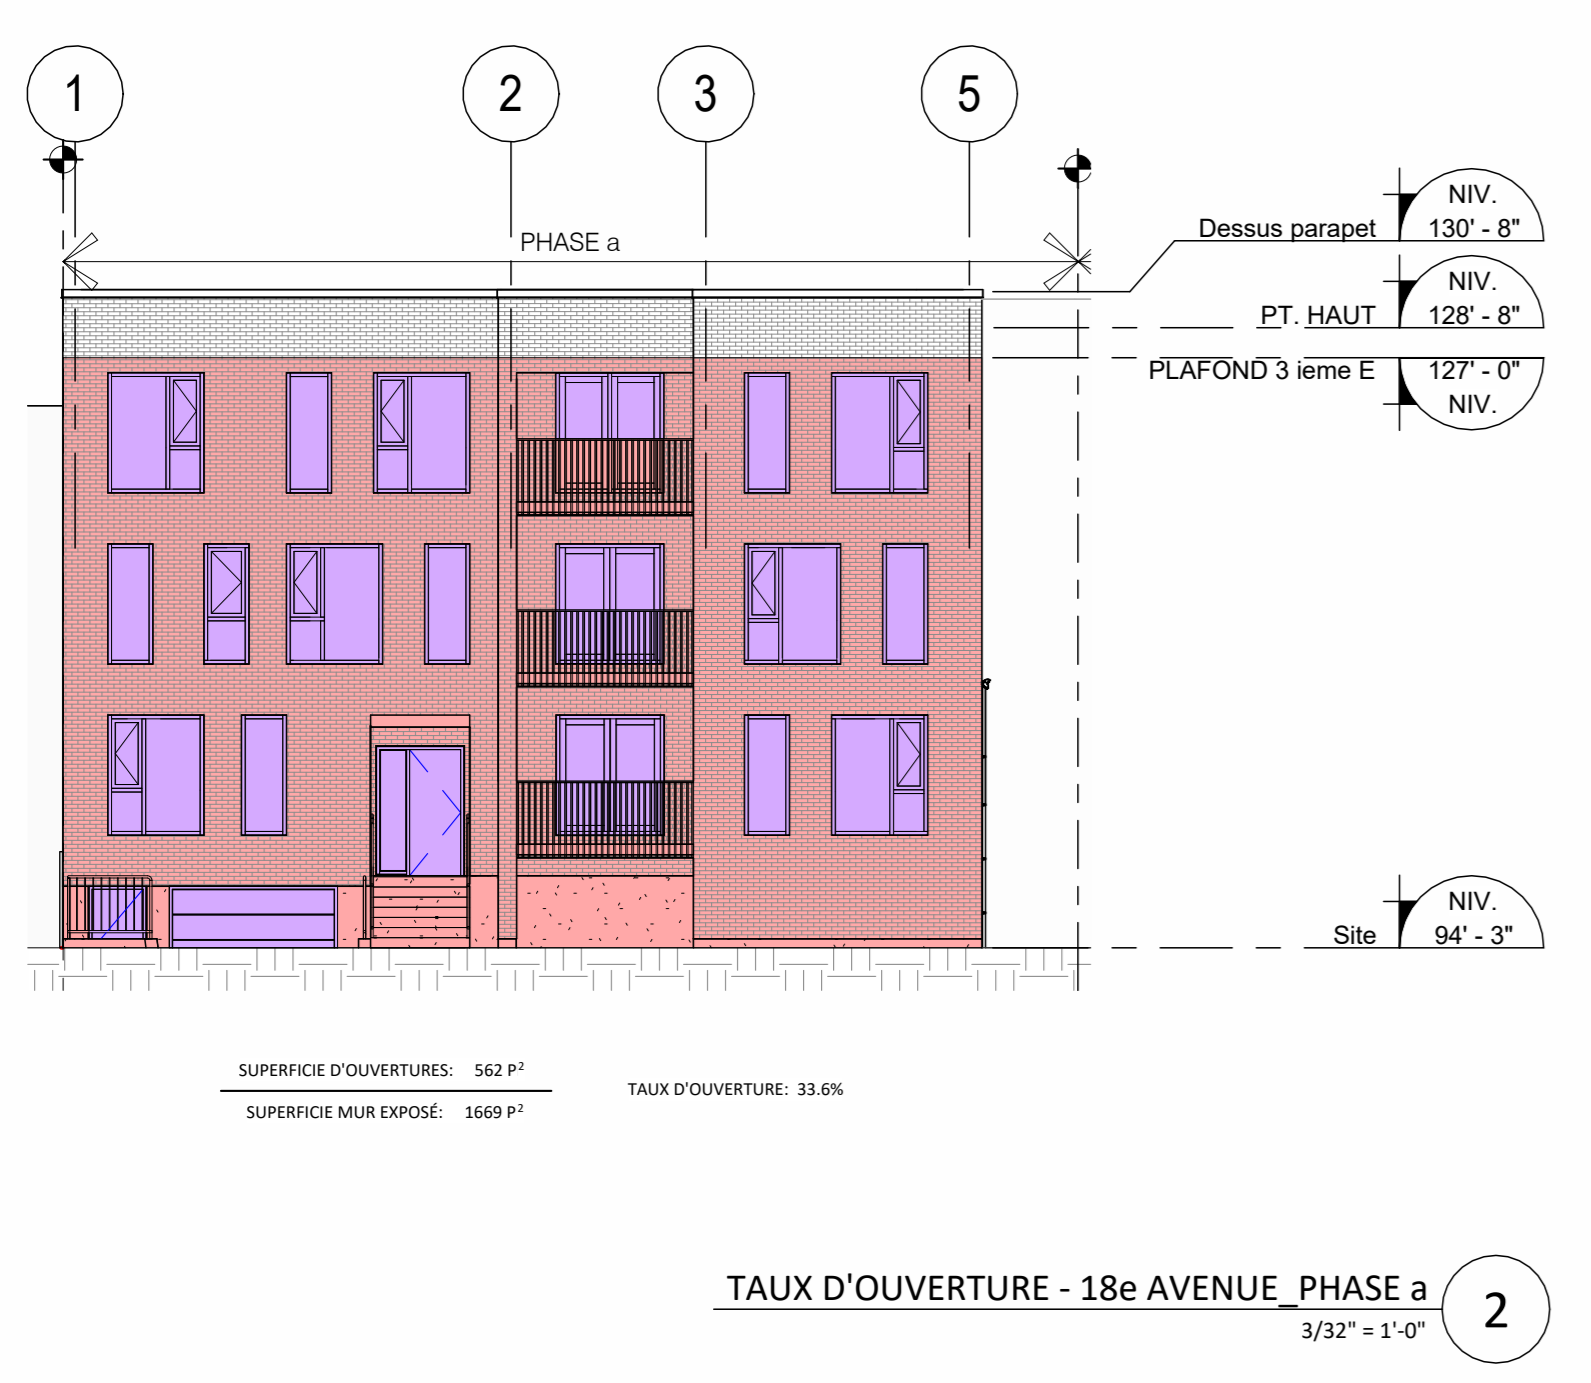 1
2
3
5
PHASE a
Dessus parapet
NIV.
130' - 8"
PT. HAUT
NIV.
128' - 8"
PLAFOND 3 ieme E
127' - 0"
NIV.
Site
NIV.
94' - 3"
SUPERFICIE D'OUVERTURES: 562 P²
SUPERFICIE MUR EXPOSÉ: 1669 P²
TAUX D'OUVERTURE: 33.6%
TAUX D'OUVERTURE - 18e AVENUE_PHASE a
3/32" = 1'-0"
2